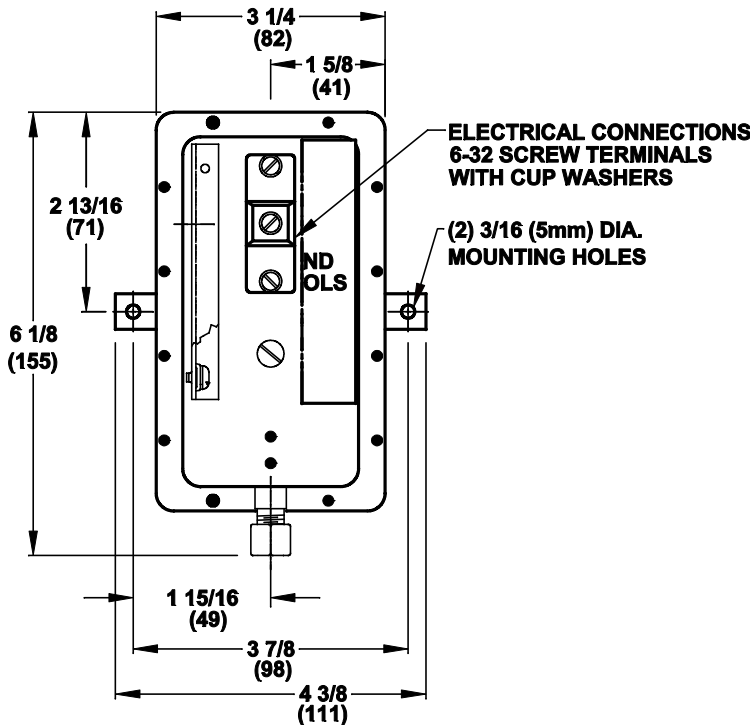 3 1/4
(82)
1 5/8
(41)
ELECTRICAL CONNECTIONS
6-32 SCREW TERMINALS
WITH CUP WASHERS
2 13/16
(71)
(2) 3/16 (5mm) DIA.
MOUNTING HOLES
ND
OLS
6 1/8
(155)
1 15/16
(49)
3 7/8
(98)
4 3/8
(111)